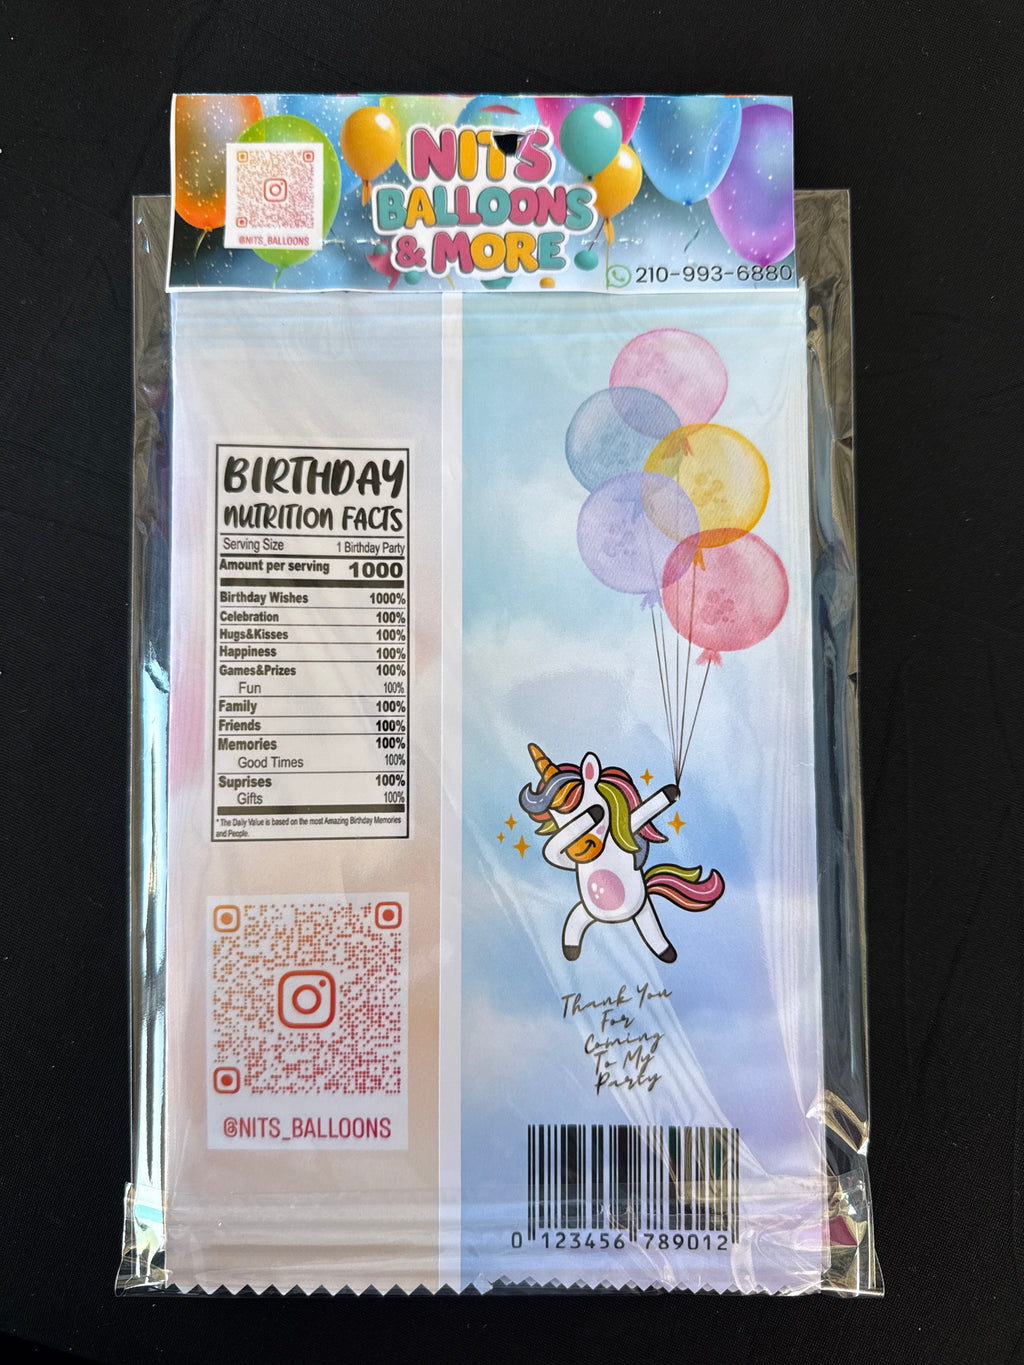 NIT'S
BALLOONS
& MORE
@NITS_BALLOONS
210-993-6880
BIRTHDAY
NUTRITION FACTS
Serving Size 1 Birthday Party
Amount per serving 1000
Birthday Wishes 1000%
Celebration 100%
Hugs&Kisses 100%
Happiness 100%
Games&Prizes 100%
Fun 100%
Family 100%
Friends 100%
Memories 100%
Good Times 100%
Suprises 100%
Gifts 100%
* The Daily Value is based on the most Amazing Birthday Memories
and People.
@NITS_BALLOONS
Thank You
For
Coming
To My
Party
0 123456 789012